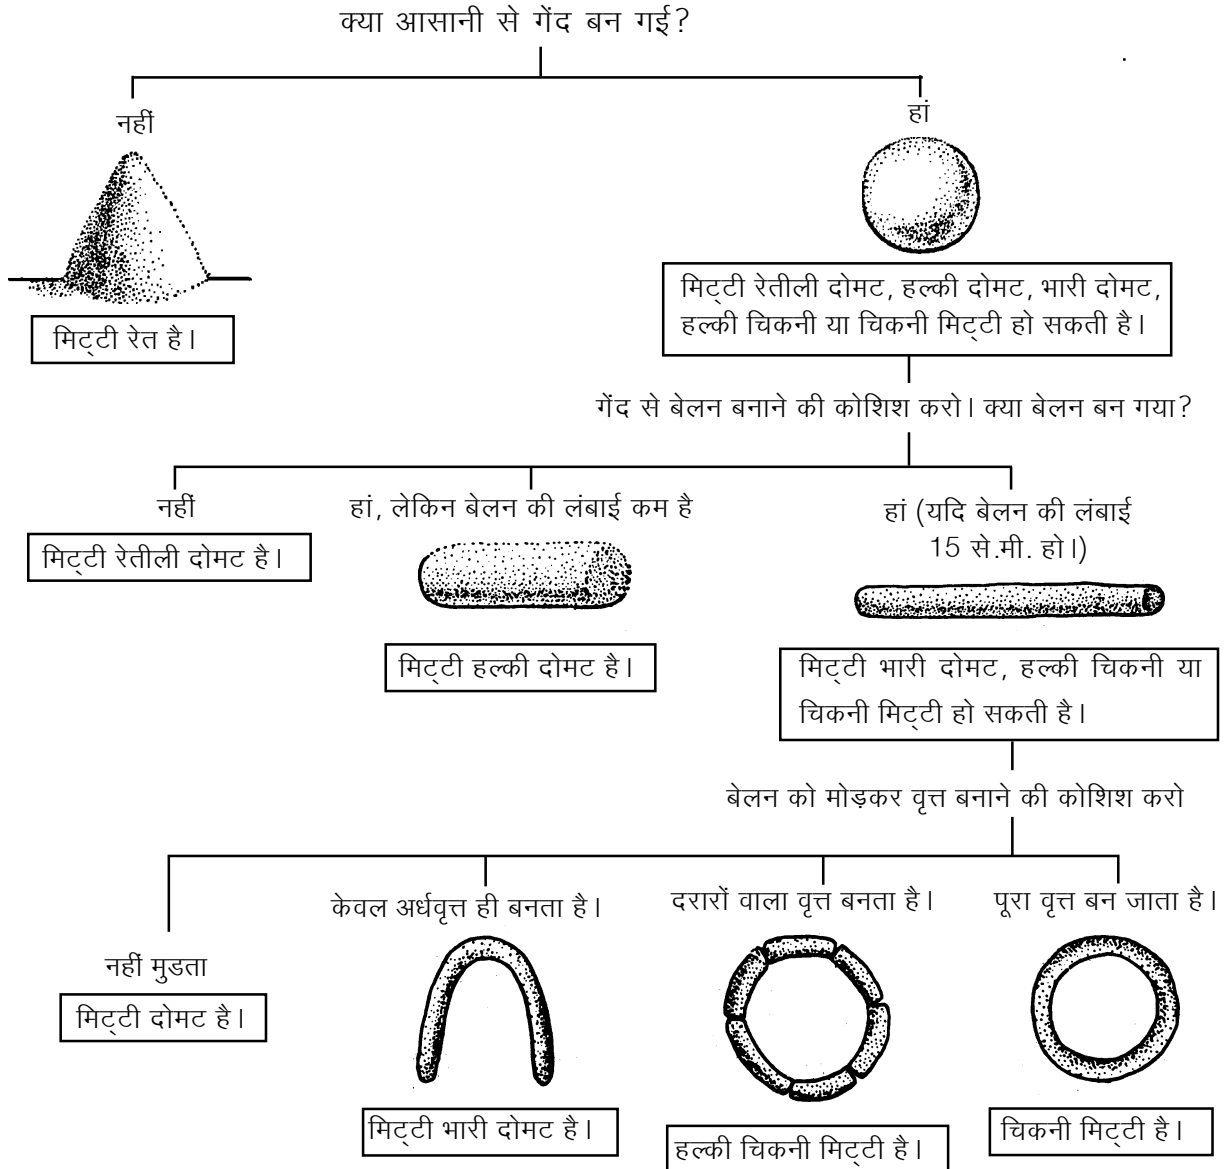 क्या आसानी से गेंद बन गई?
नहीं
हां
मिट्‌टी रेत है।
मिट्‌टी रेतीली दोमट, हल्की दोमट, भारी दोमट,
हल्की चिकनी या चिकनी मिट्‌टी हो सकती है।
गेंद से बेलन बनाने की कोशिश करो। क्या बेलन बन गया?
नहीं
मिट्‌टी रेतीली दोमट है।
हां, लेकिन बेलन की लंबाई कम है
मिट्‌टी हल्की दोमट है।
हां (यदि बेलन की लंबाई
15 से.मी. हो।)
मिट्‌टी भारी दोमट, हल्की चिकनी या
चिकनी मिट्‌टी हो सकती है।
बेलन को मोड़कर वृत्त बनाने की कोशिश करो
नहीं मुडता
मिट्‌टी दोमट है।
केवल अर्धवृत्त ही बनता है।
मिट्‌टी भारी दोमट है।
दरारों वाला वृत्त बनता है।
हल्की चिकनी मिट्‌टी है।
पूरा वृत्त बन जाता है।
चिकनी मिट्‌टी है।